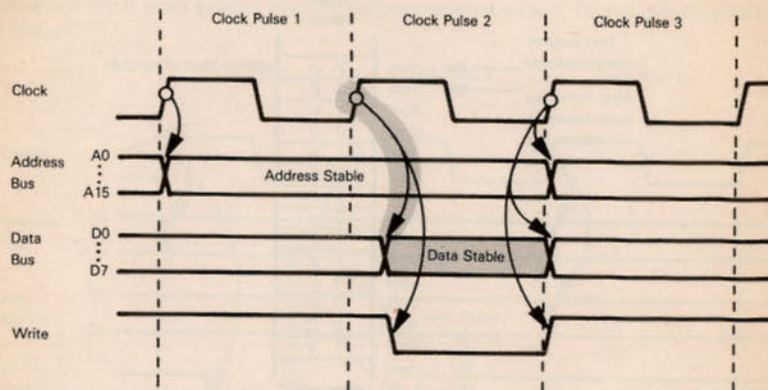 Clock Pulse 1
Clock Pulse 2
Clock Pulse 3
Clock
Address
Bus
A0
A15
Address Stable
Data
Bus
D0
D7
Data Stable
Write